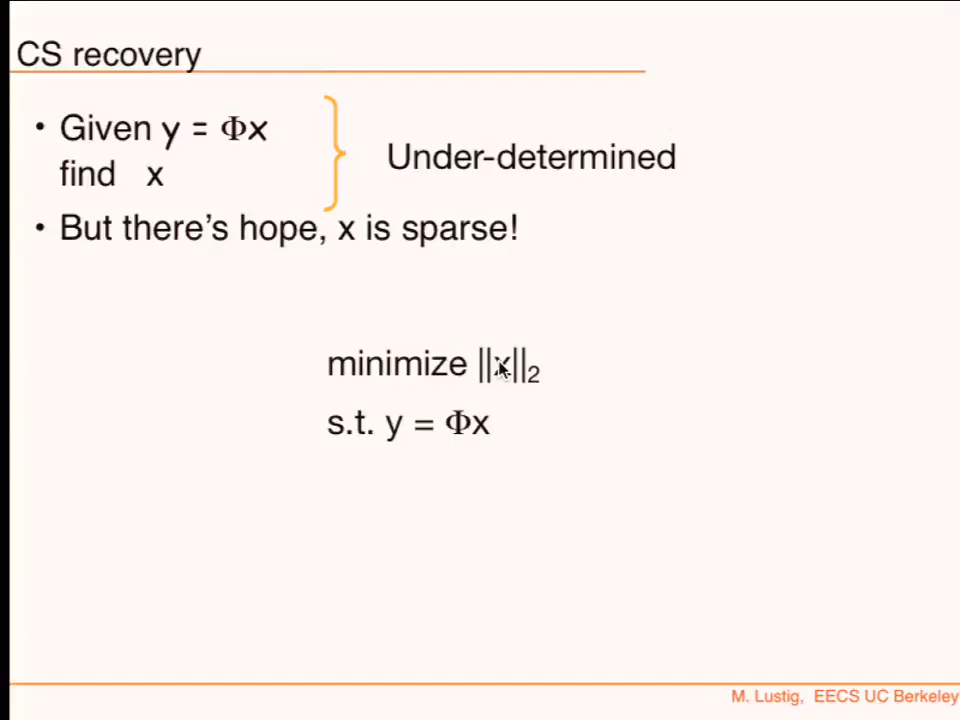 CS recovery
• Given y = Φx
find x
Under-determined
• But there's hope, x is sparse!
minimize ||x||₂
s.t. y = Φx
M. Lustig, EECS UC Berkeley